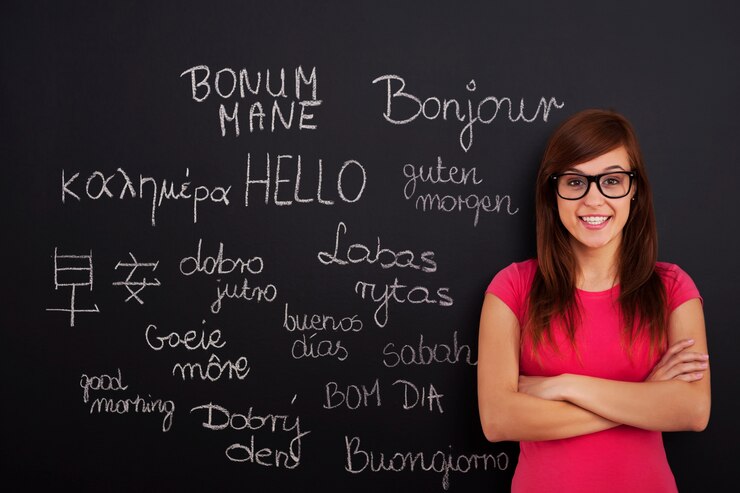 BONUM
MANE
Bonjour
καλημέρα
HELLO
guten
morgen
早安
dobro
jutro
Labas
rytas
buenos
días
Goeie
môre
sabah
good
morning
BOM DIA
Dobrý
den
Buongiorno